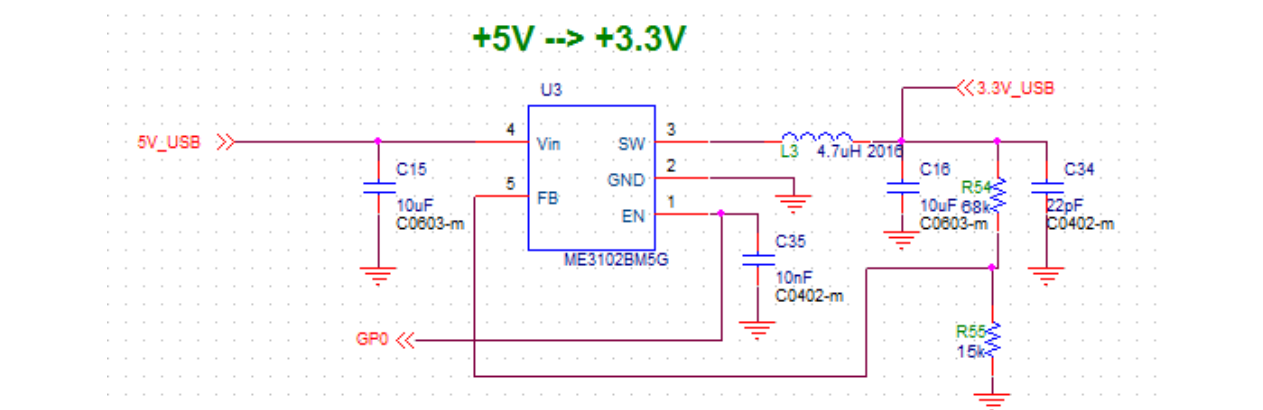 +5V --> +3.3V
U3
3.3V_USB
5V_USB
4
Vin
SW
3
L3
4.7uH 2016
C15
10uF
C0603-m
5
FB
GND
2
EN
1
ME3102BM5G
C16
10uF
C0603-m
R54
68k
C34
22pF
C0402-m
C35
10nF
C0402-m
GP0
R55
15k